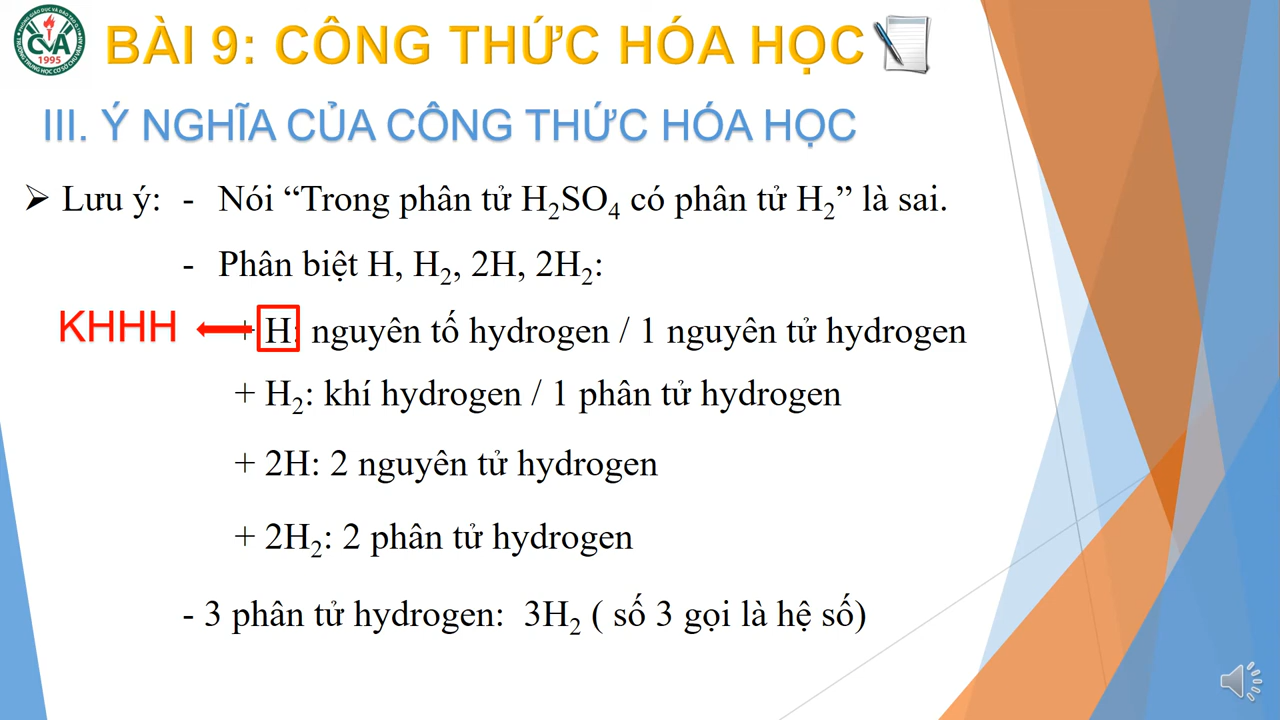 CVA
1995
BÀI 9: CÔNG THỨC HÓA HỌC
III. Ý NGHĨA CỦA CÔNG THỨC HÓA HỌC
➢ Lưu ý: - Nói “Trong phân tử H₂SO₄ có phân tử H₂” là sai.
- Phân biệt H, H₂, 2H, 2H₂:
KHHH + H: nguyên tố hydrogen / 1 nguyên tử hydrogen
+ H₂: khí hydrogen / 1 phân tử hydrogen
+ 2H: 2 nguyên tử hydrogen
+ 2H₂: 2 phân tử hydrogen
- 3 phân tử hydrogen: 3H₂ ( số 3 gọi là hệ số)